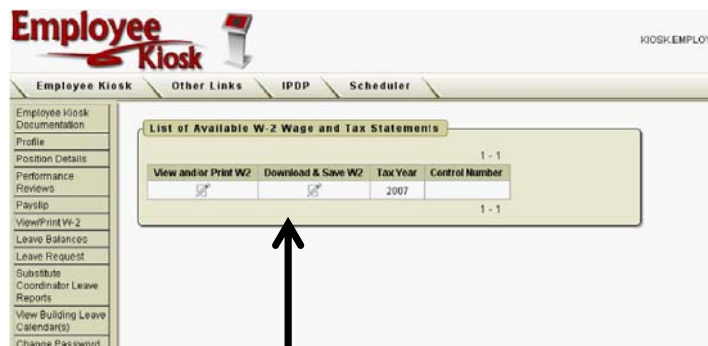 Employee
Kiosk
KIOSK.EMPLOY
Employee Kiosk Other Links IPDP Scheduler
Employee Kiosk
Documentation
Profile
Position Details
Performance
Reviews
Payslip
View/Print W-2
Leave Balances
Leave Request
Substitute
Coordinator Leave
Reports
View Building Leave
Calendar(s)
Change Password
List of Available W-2 Wage and Tax Statements
1 - 1
View and/or Print W2 Download & Save W2 Tax Year Control Number
2007
1 - 1